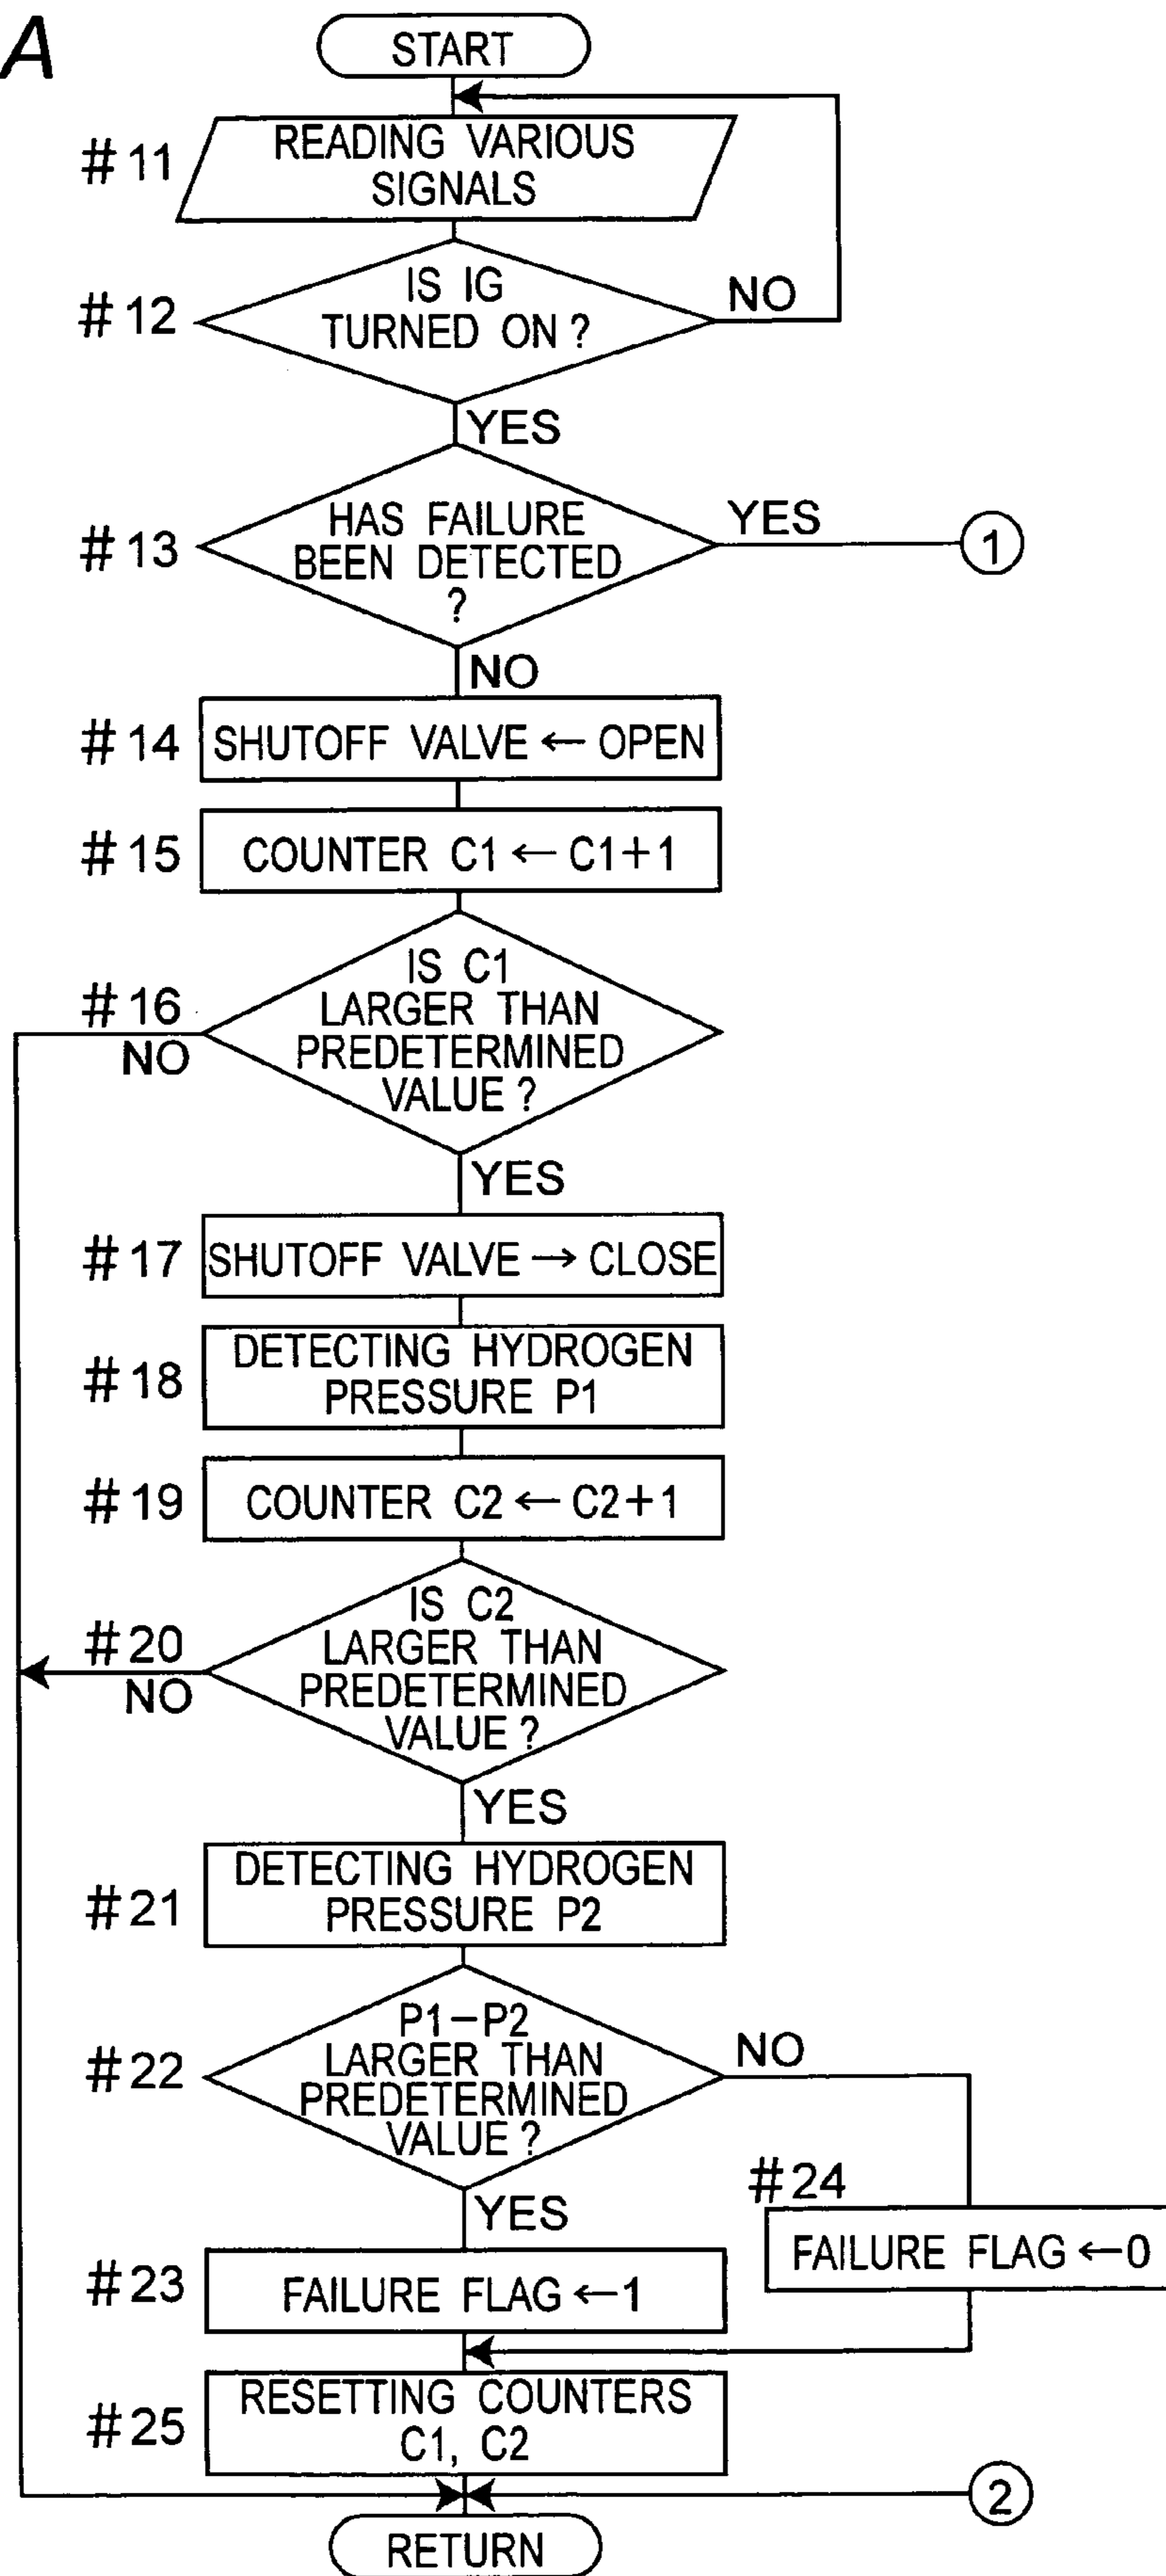 A
START
#11
READING VARIOUS
SIGNALS
#12
IS IG
TURNED ON ?
NO
YES
#13
HAS FAILURE
BEEN DETECTED
?
YES
1
NO
#14
SHUTOFF VALVE ← OPEN
#15
COUNTER C1 ← C1+1
#16
IS C1
LARGER THAN
PREDETERMINED
VALUE ?
NO
YES
#17
SHUTOFF VALVE → CLOSE
#18
DETECTING HYDROGEN
PRESSURE P1
#19
COUNTER C2 ← C2+1
#20
IS C2
LARGER THAN
PREDETERMINED
VALUE ?
NO
YES
#21
DETECTING HYDROGEN
PRESSURE P2
#22
P1−P2
LARGER THAN
PREDETERMINED
VALUE ?
NO
YES
#24
FAILURE FLAG ←0
#23
FAILURE FLAG ←1
#25
RESETTING COUNTERS
C1, C2
2
RETURN